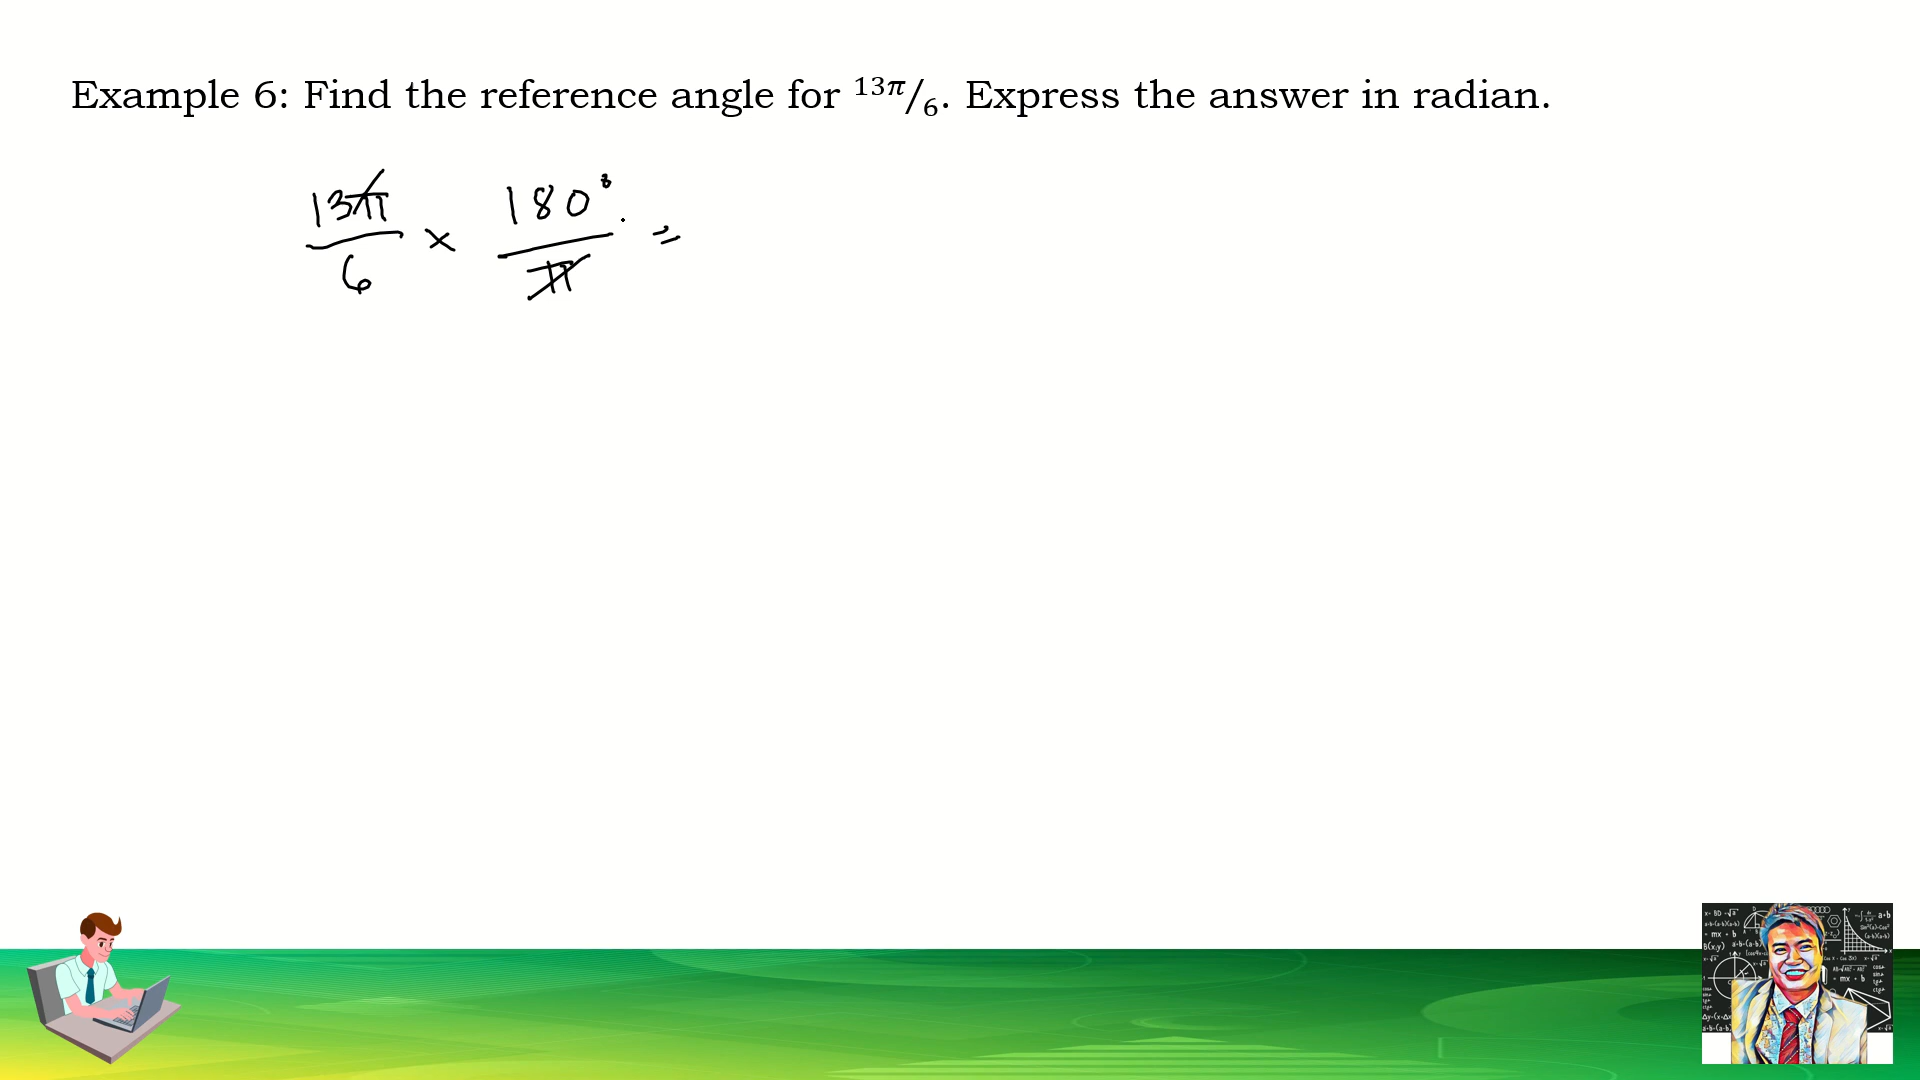 Example 6: Find the reference angle for 13π/6. Express the answer in radian.
13π/6 × 180°/π =